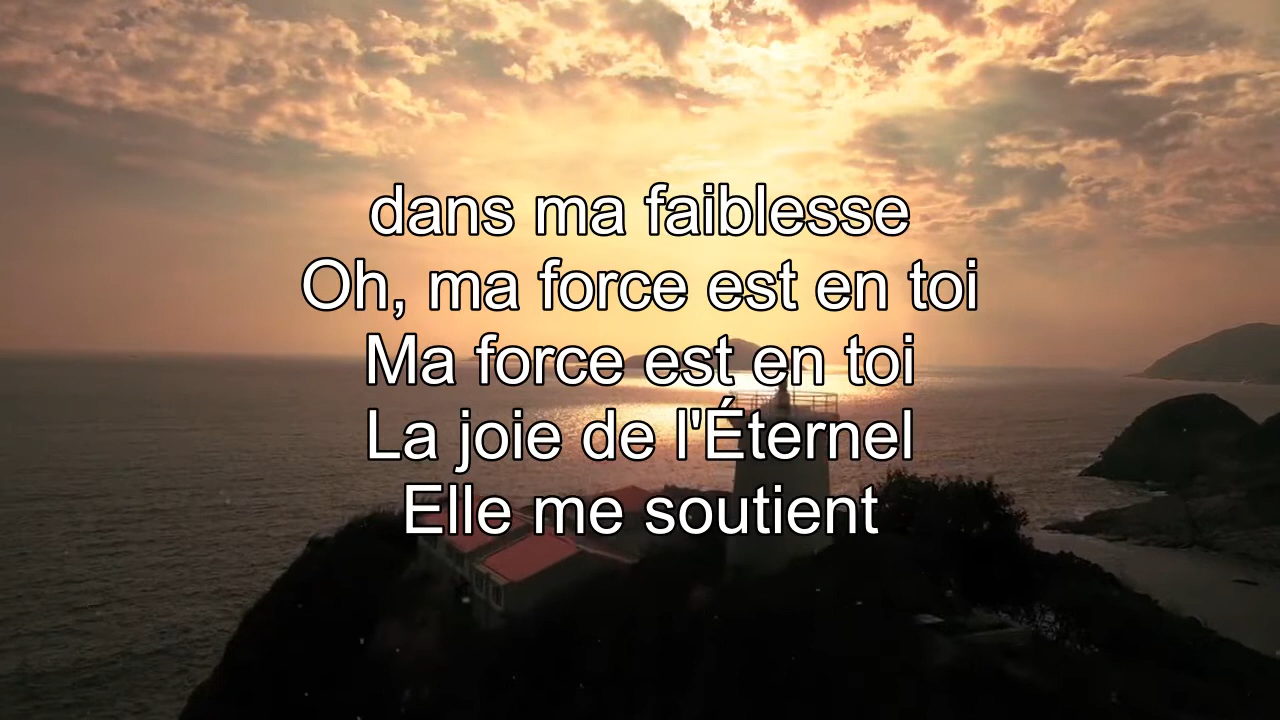 dans ma faiblesse
Oh, ma force est en toi
Ma force est en toi
La joie de l'Éternel
Elle me soutient